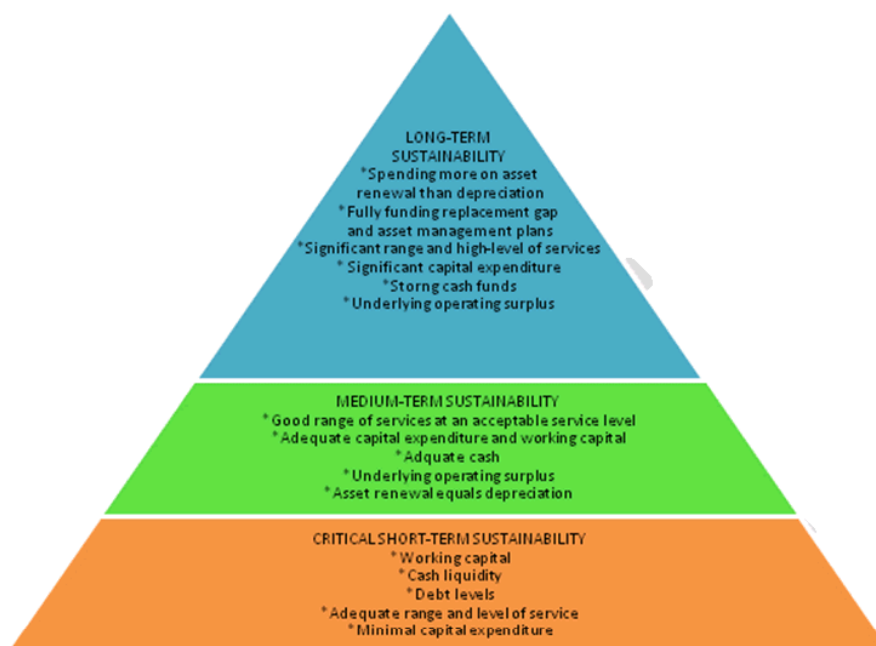 LONG-TERM
SUSTAINABILITY
*Spending more on asset
renewal than depreciation
*Fully funding replacement gap
and asset management plans
*Significant range and high-level of services
* Significant capital expenditure
*Storng cash funds
*Underlying operating surplus
MEDIUM-TERM SUSTAINABILITY
* Good range of services at an acceptable service level
* Adequate capital expenditure and working capital
* Adquate cash
* Underlying operating surplus
* Asset renewal equals depreciation
CRITICAL SHORT-TERM SUSTAINABILITY
* Working capital
* Cash liquidity
* Debt levels
* Adequate range and level of service
* Minimal capital expenditure